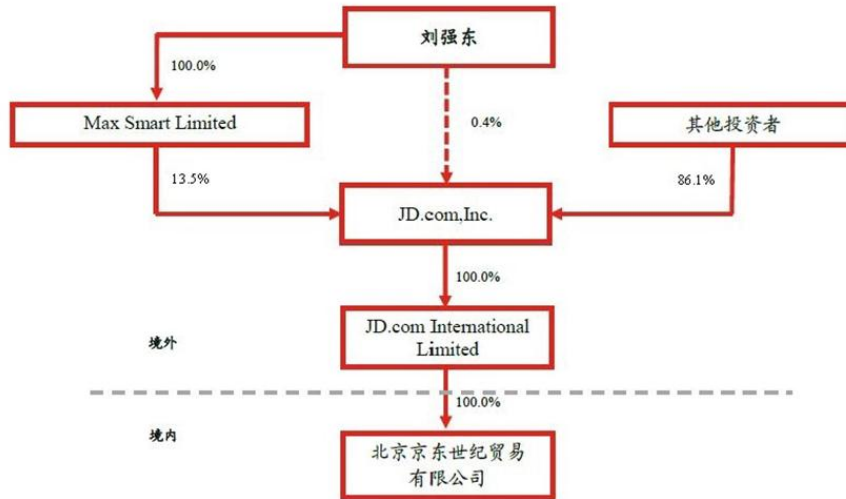 刘强东
100.0%
Max Smart Limited
0.4%
其他投资者
13.5%
86.1%
JD.com,Inc.
100.0%
JD.com International
Limited
境外
100.0%
境内
北京京东世纪贸易
有限公司